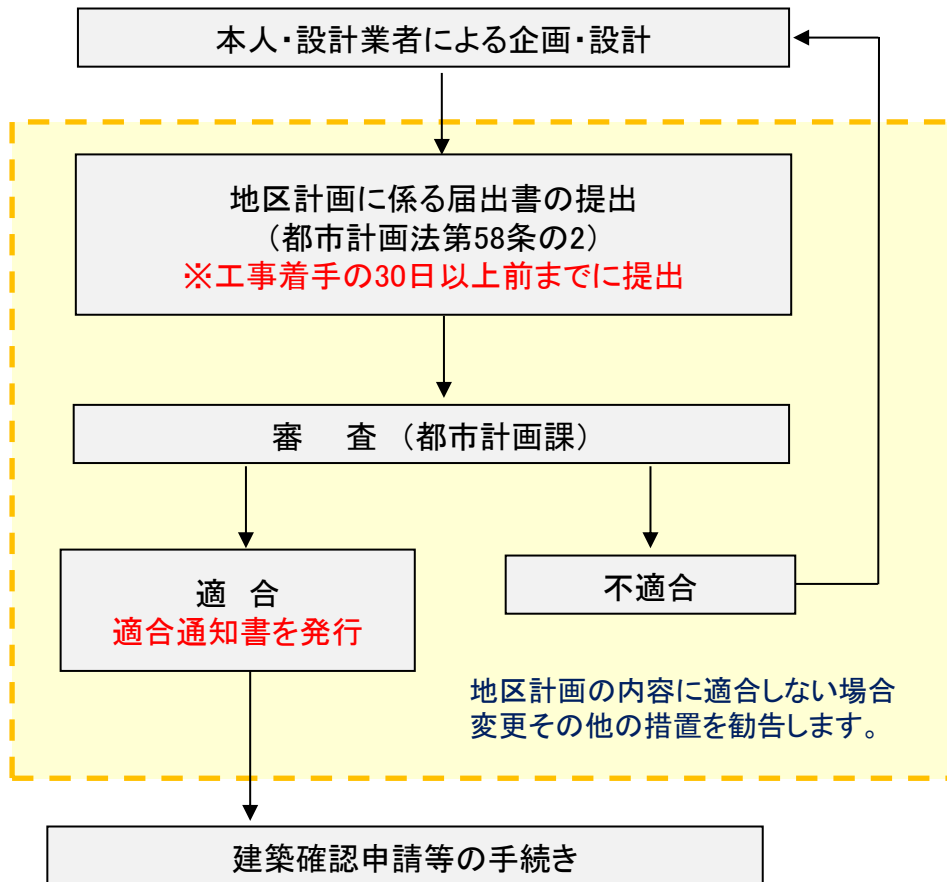 本人・設計業者による企画・設計
地区計画に係る届出書の提出
（都市計画法第58条の2）
※工事着手の30日以上前までに提出
審　査（都市計画課）
適 合
適合通知書を発行
不適合
地区計画の内容に適合しない場合
変更その他の措置を勧告します。
建築確認申請等の手続き